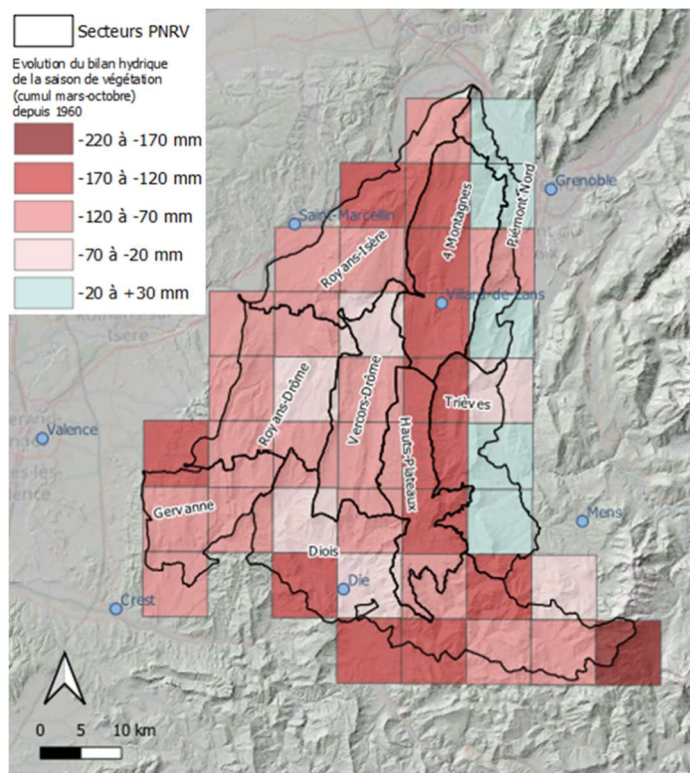 Secteurs PNRV
Evolution du bilan hydrique
de la saison de végétation
(cumul mars-octobre)
depuis 1960
-220 à -170 mm
-170 à -120 mm
-120 à -70 mm
-70 à -20 mm
-20 à +30 mm
Voiron
Grenoble
Saint-Marcellin
4 Montagnes
Piémont Nord
Royans-Isère
Villard-de-Lans
Isère
Royans-Drôme
Vercors-Drôme
Trièves
Hauts-Plateaux
Valence
Gervanne
Mens
Diois
Die
Crest
0 5 10 km